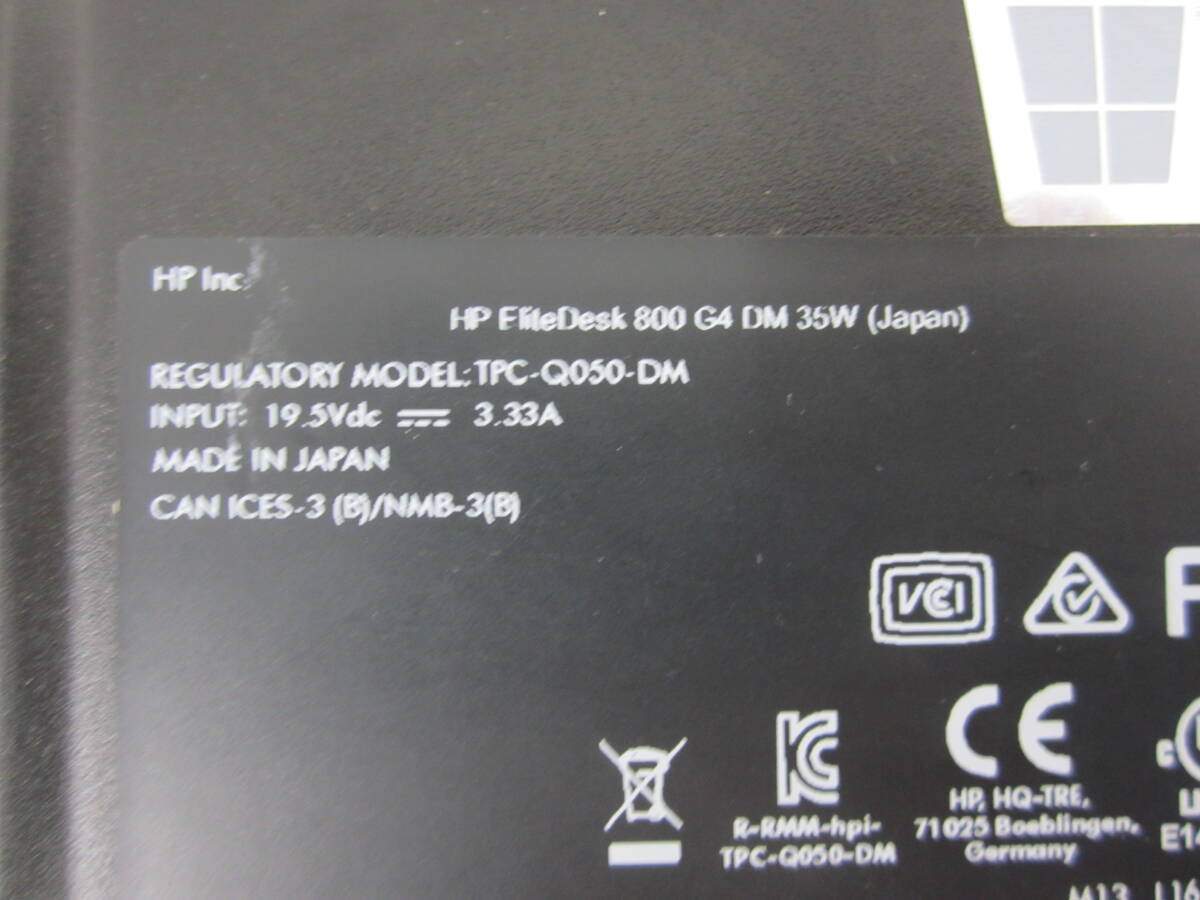 HP Inc.
HP EliteDesk 800 G4 DM 35W (Japan)
REGULATORY MODEL: TPC-Q050-DM
INPUT: 19.5Vdc ⎓ 3.33A
MADE IN JAPAN
CAN ICES-3 (B)/NMB-3(B)
VCCI
CE
HP, HQ-TRE,
71025 Boeblingen,
Germany
R-RMM-hpi-
TPC-Q050-DM
M13